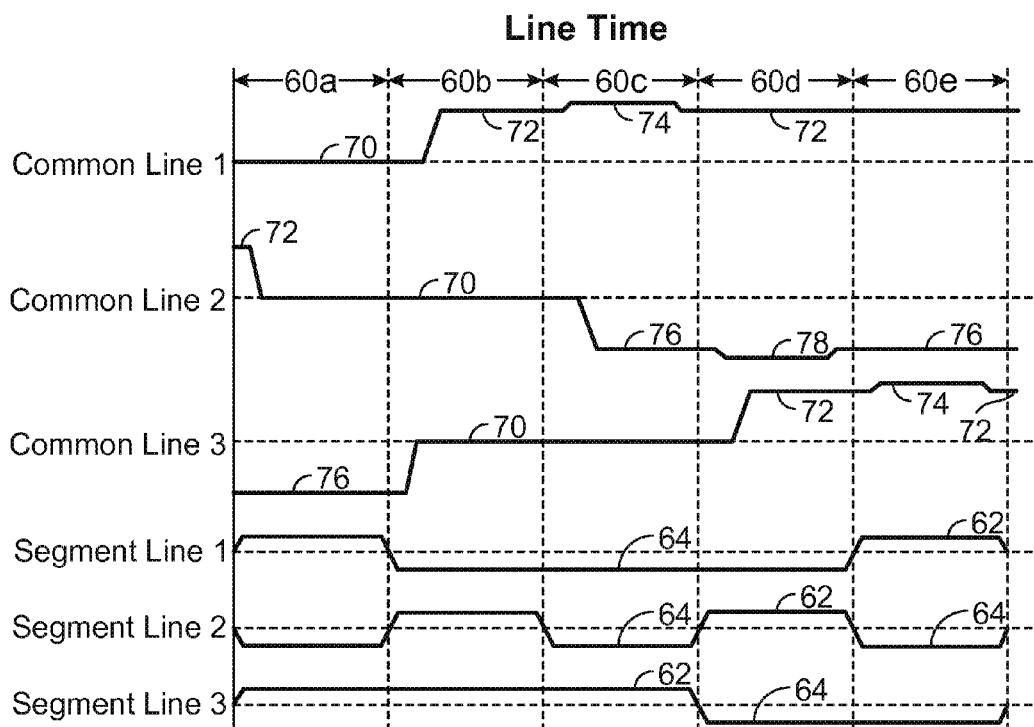 Line Time
60a 60b 60c 60d 60e
70 72 74 72
Common Line 1
72
Common Line 2
70
76 78 76
72 74
Common Line 3
70
72
76
Segment Line 1
64 62
Segment Line 2
64 62 64
Segment Line 3
62 64